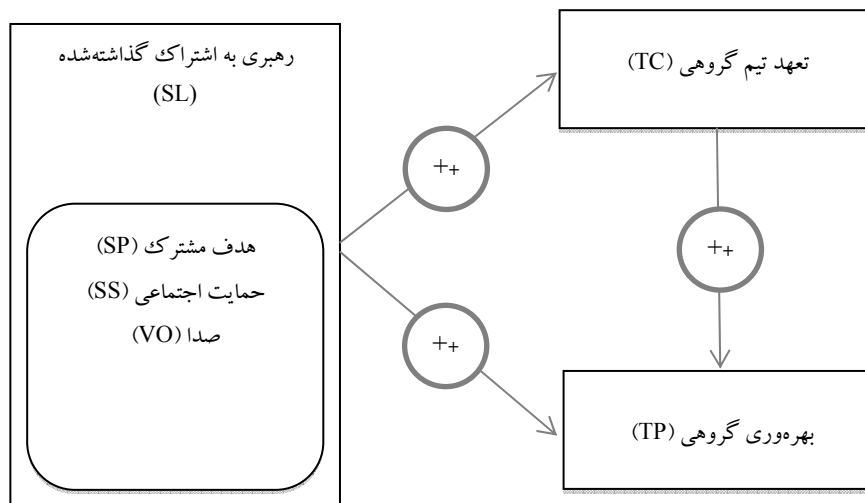 رهبری به اشتراک گذاشته‌شده
(SL)
هدف مشترک (SP)
حمایت اجتماعی (SS)
صدا (VO)
تعهد تیم گروهی (TC)
++
++
++
بهره‌وری گروهی (TP)